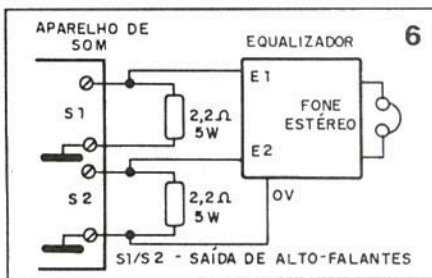 APARELHO DE
SOM
EQUALIZADOR
6
S1
2,2Ω
5W
E1
FONE
ESTÉREO
E2
S2
2,2Ω
5W
0V
S1/S2 - SAÍDA DE ALTO-FALANTES